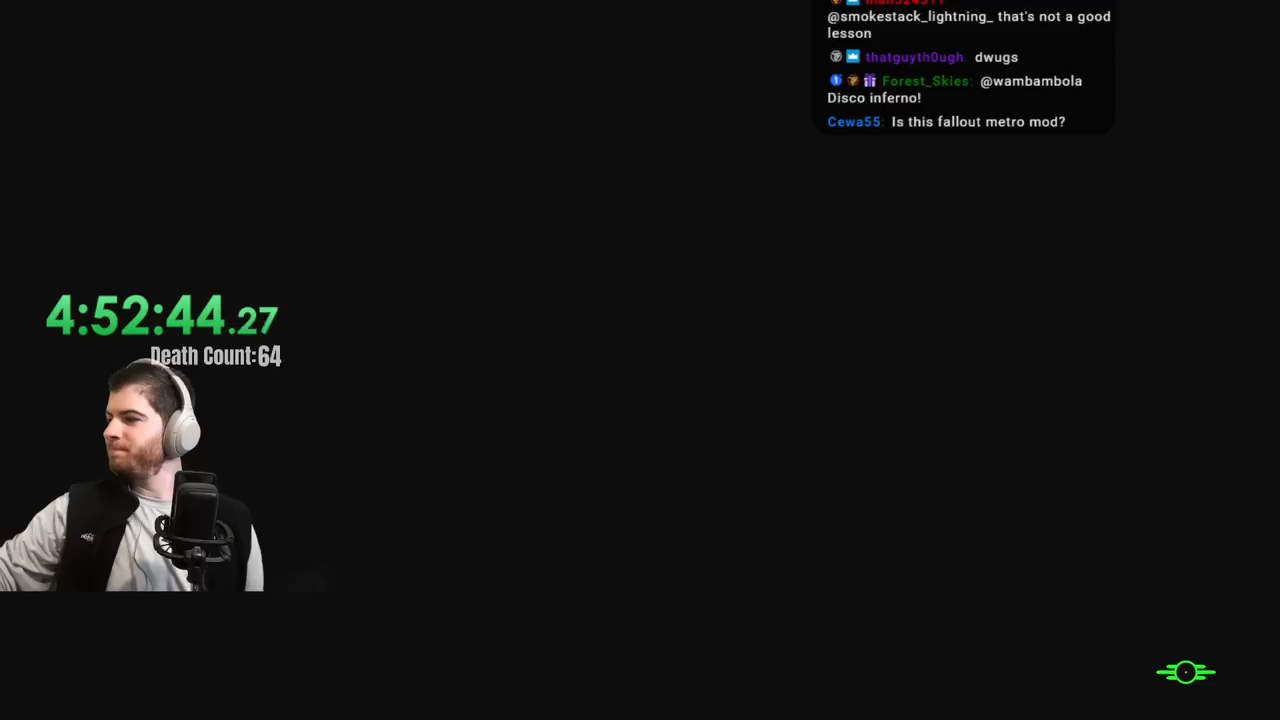 @smokestack_lightning_ that's not a good
lesson
thatguyth0ugh: dwugs
Forest_Skies: @wambambola
Disco inferno!
Cewa55: Is this fallout metro mod?
4:52:44.27
Death Count:64